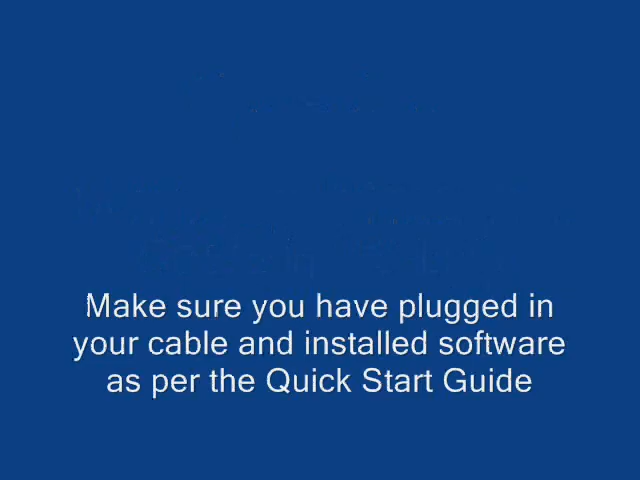 Make sure you have plugged in
your cable and installed software
as per the Quick Start Guide